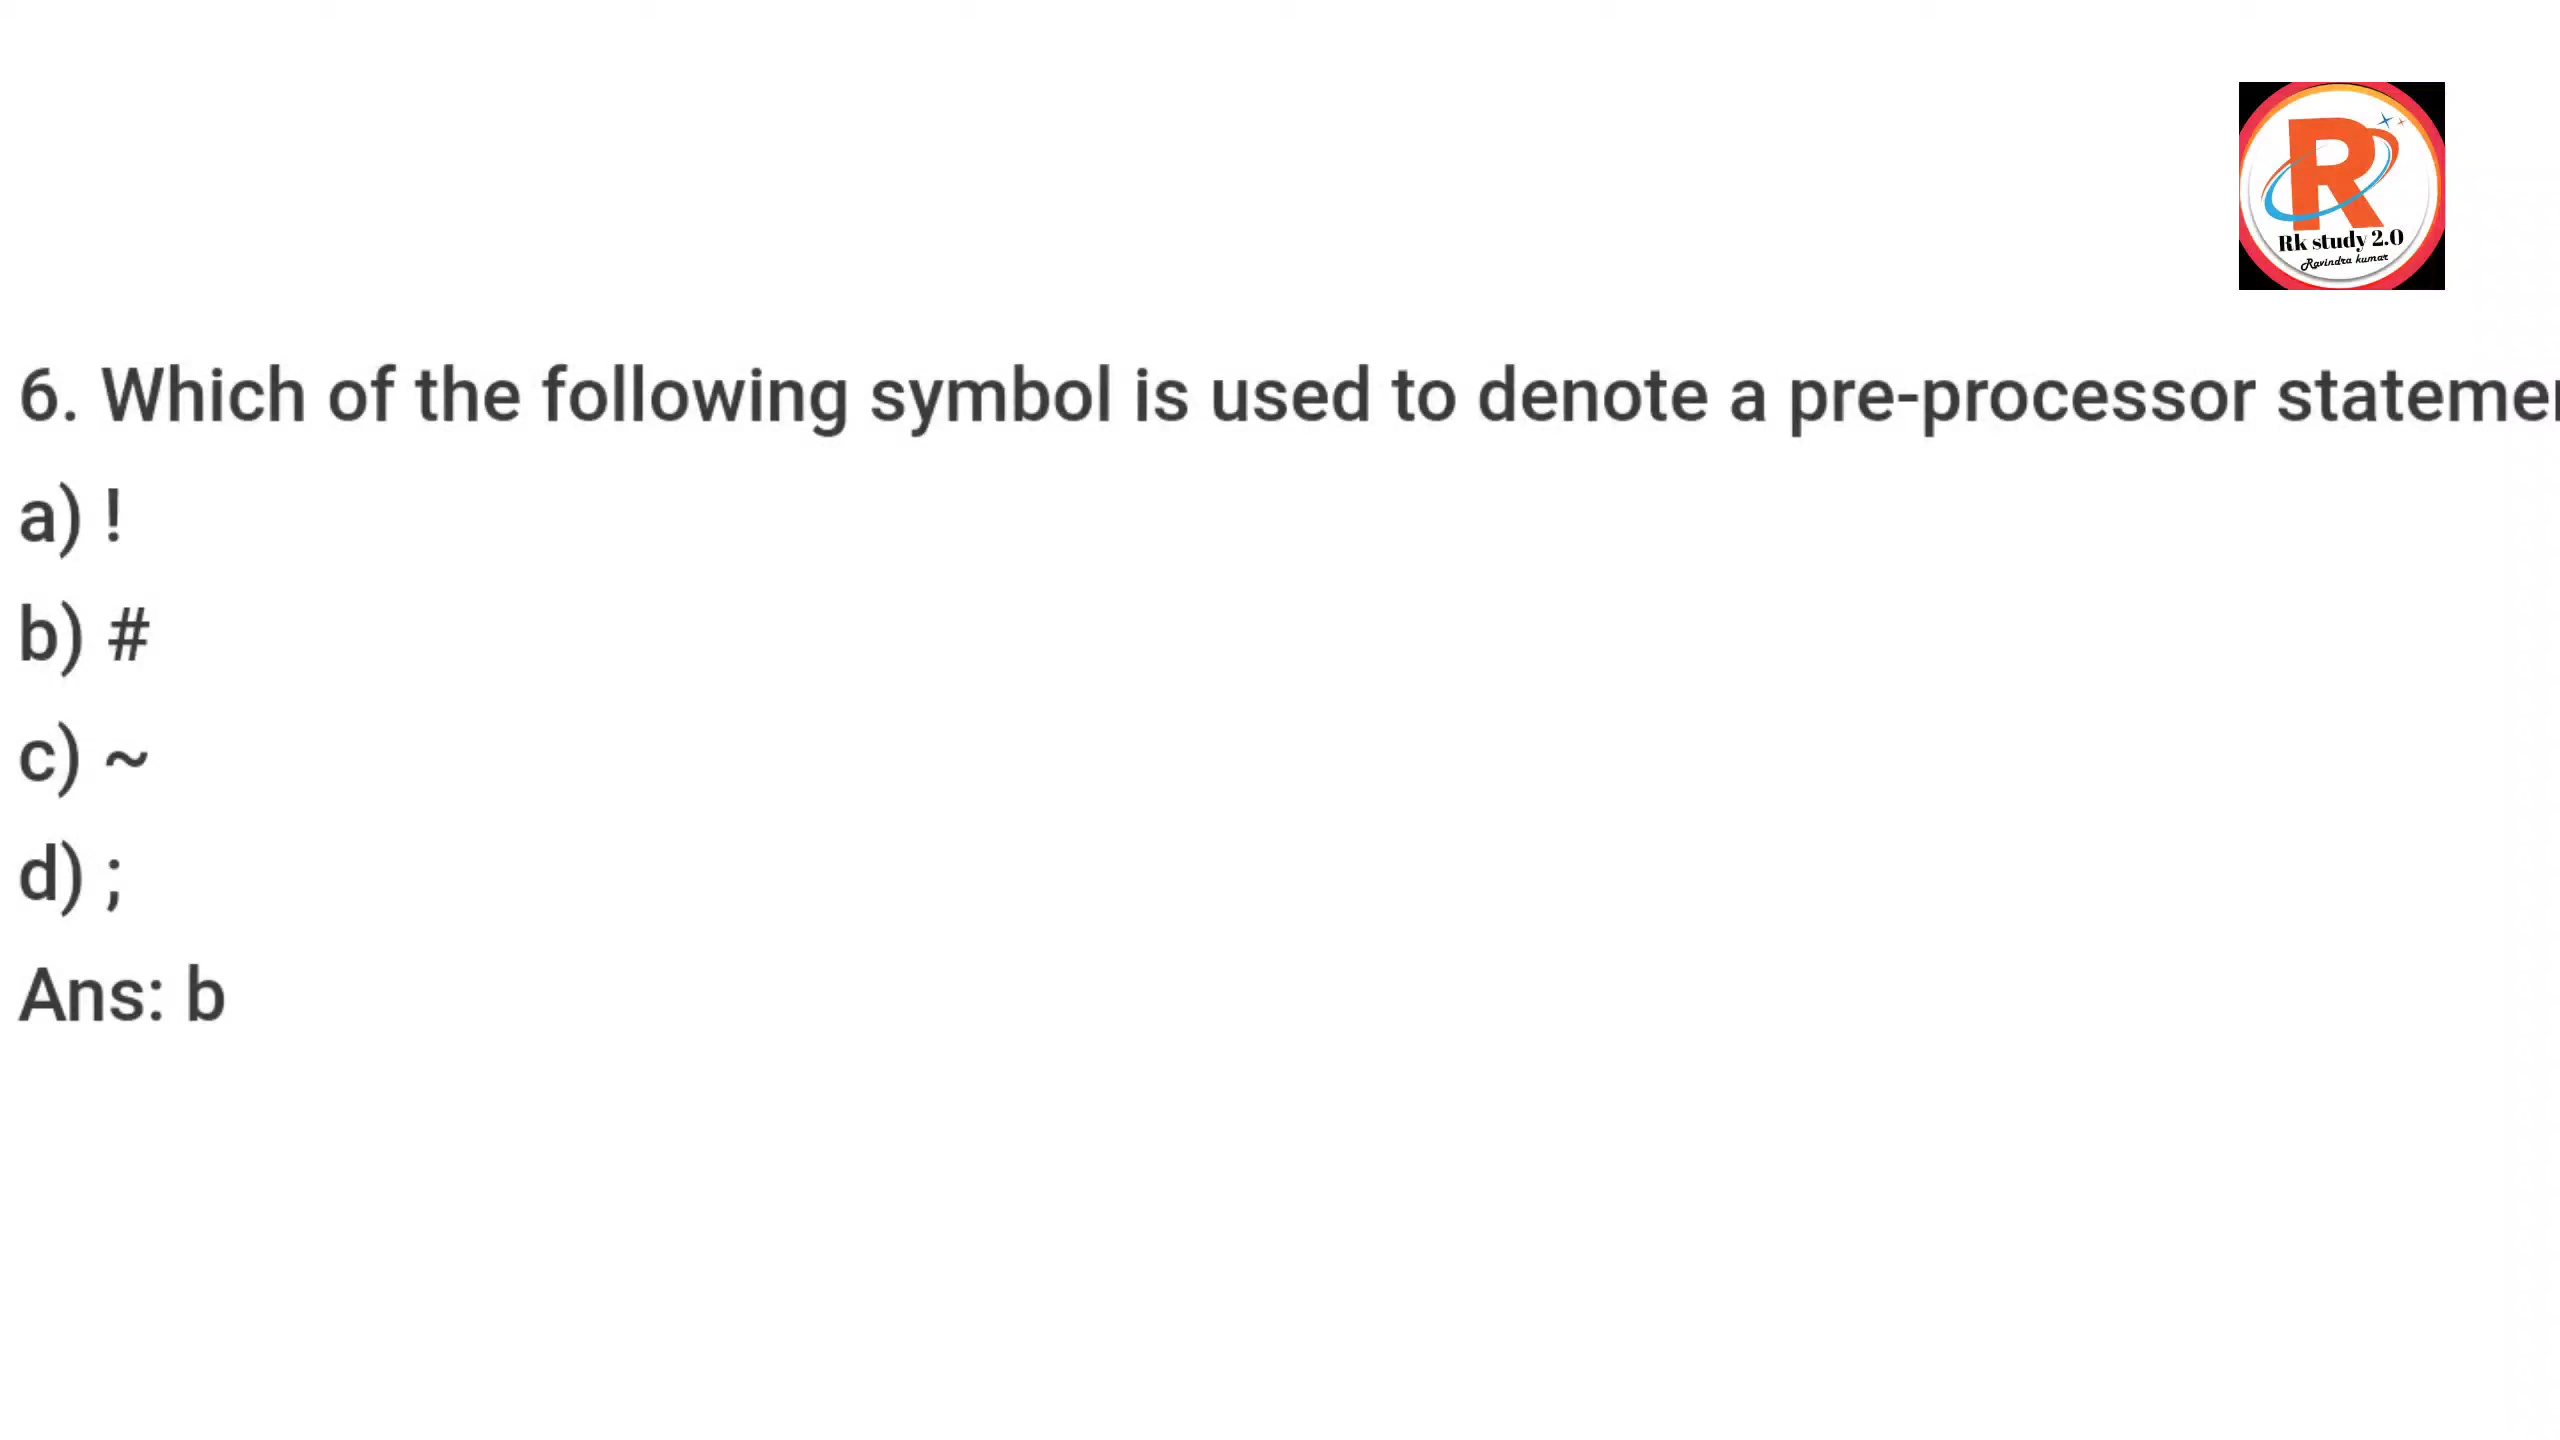 Rk study 2.0
Ravindra kumar
6. Which of the following symbol is used to denote a pre-processor
a) !
b) #
c) ~
d) ;
Ans: b